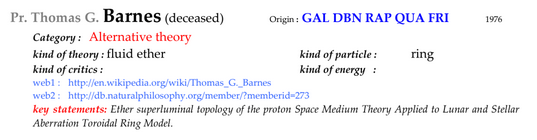 Pr. Thomas G. Barnes (deceased) Origin : GAL DBN RAP QUA FRI 1976
Category : Alternative theory
kind of theory : fluid ether kind of particle : ring
kind of critics : kind of energy :
web1 : http://en.wikipedia.org/wiki/Thomas_G._Barnes
web2 : http://db.naturalphilosophy.org/member/?memberid=273
key statements: Ether superluminal topology of the proton Space Medium Theory Applied to Lunar and Stellar
Aberration Toroidal Ring Model.